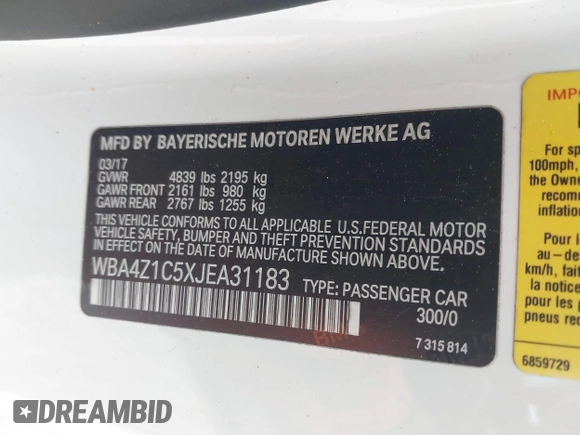 MFD BY BAYERISCHE MOTOREN WERKE AG
03/17
GVWR 4839 lbs 2195 kg
GAWR FRONT 2161 lbs 980 kg
GAWR REAR 2767 lbs 1255 kg
THIS VEHICLE CONFORMS TO ALL APPLICABLE U.S.FEDERAL MOTOR
VEHICLE SAFETY, BUMPER AND THEFT PREVENTION STANDARDS
IN EFFECT ON THE DATE OF MANUFACTURE SHOWN ABOVE.
WBA4Z1C5XJEA31183 TYPE: PASSENGER CAR
300/0
7 315 814
IMPO
For sp
100mph,
the Owne
recom
inflation
Pour l
au-de
km/h, fait
la notice
pour les p
pneus rec
6859729
DREAMBID